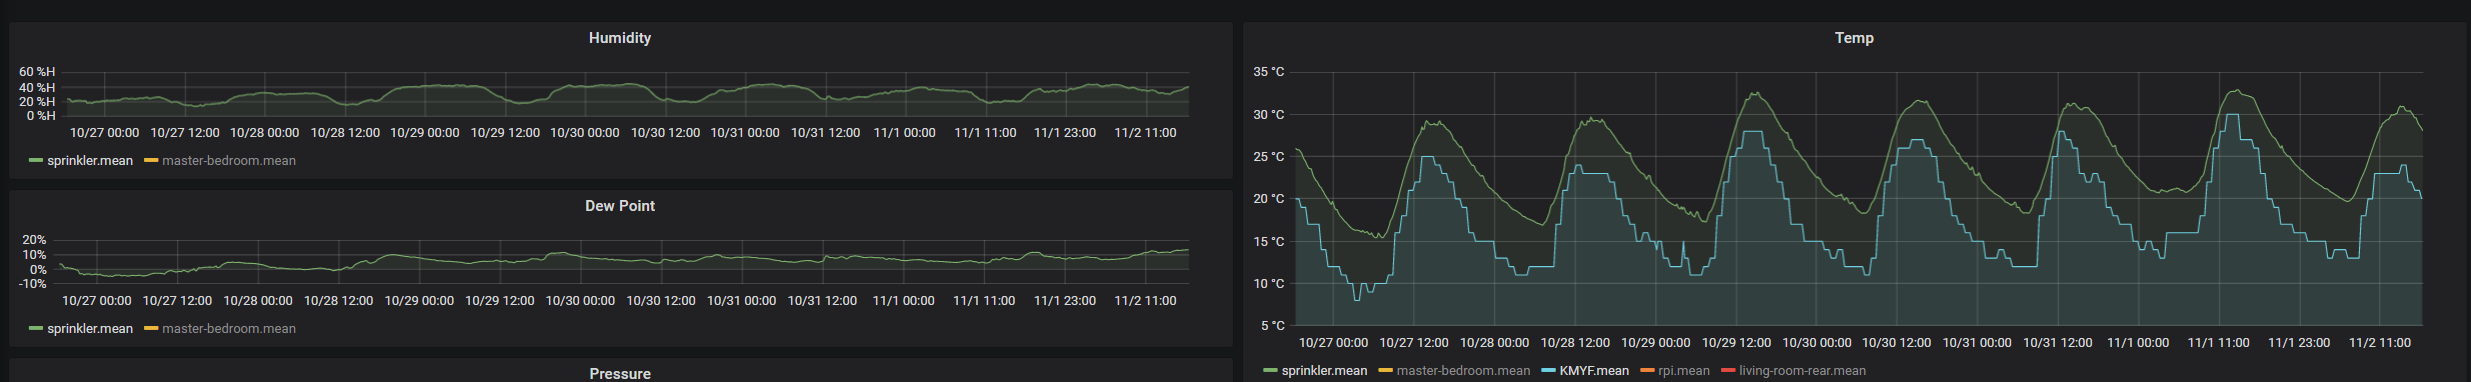 Humidity
60 %H
40 %H
20 %H
0 %H
10/27 00:00 10/27 12:00 10/28 00:00 10/28 12:00 10/29 00:00 10/29 12:00 10/30 00:00 10/30 12:00 10/31 00:00 10/31 12:00 11/1 00:00 11/1 11:00 11/1 23:00 11/2 11:00
sprinkler.mean master-bedroom.mean
Dew Point
20%
10%
0%
-10%
10/27 00:00 10/27 12:00 10/28 00:00 10/28 12:00 10/29 00:00 10/29 12:00 10/30 00:00 10/30 12:00 10/31 00:00 10/31 12:00 11/1 00:00 11/1 11:00 11/1 23:00 11/2 11:00
sprinkler.mean master-bedroom.mean
Pressure
Temp
35 °C
30 °C
25 °C
20 °C
15 °C
10 °C
5 °C
10/27 00:00 10/27 12:00 10/28 00:00 10/28 12:00 10/29 00:00 10/29 12:00 10/30 00:00 10/30 12:00 10/31 00:00 10/31 12:00 11/1 00:00 11/1 11:00 11/1 23:00 11/2 11:00
sprinkler.mean master-bedroom.mean KMYF.mean rpi.mean living-room-rear.mean